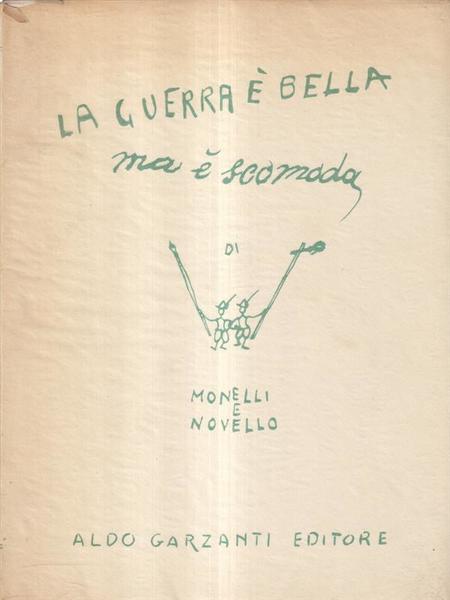 LA GUERRA È BELLA
ma è scomoda
DI
MONELLI
E
NOVELLO
ALDO GARZANTI EDITORE